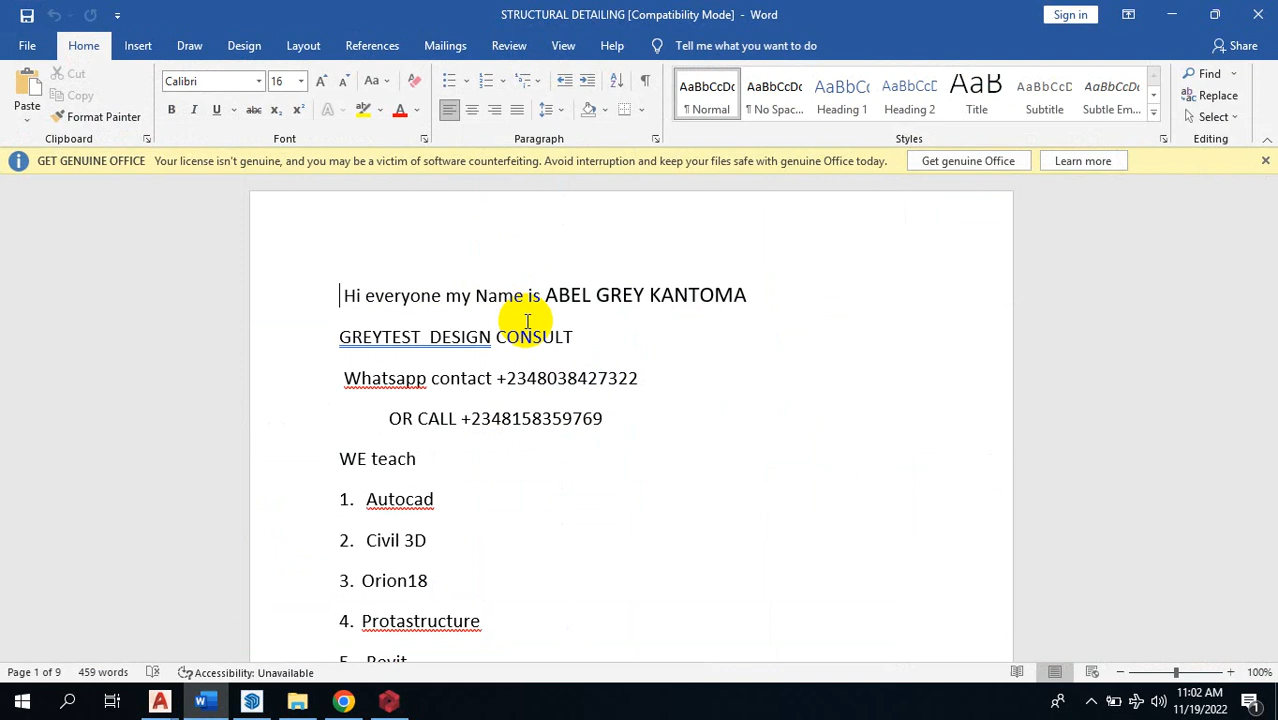 STRUCTURAL DETAILING [Compatibility Mode] - Word
Sign in
File Home Insert Draw Design Layout References Mailings Review View Help Tell me what you want to do Share
Paste
Cut
Copy
Format Painter
Clipboard
Calibri 16
Font
Paragraph
AaBbCcDc AaBbCcDc AaBbCc AaBbCcD AaB AaBbCcD AaBbCcDc
¶ Normal ¶ No Spac... Heading 1 Heading 2 Title Subtitle Subtle Em...
Styles
Find
Replace
Select
Editing
GET GENUINE OFFICE Your license isn't genuine, and you may be a victim of software counterfeiting. Avoid interruption and keep your files safe with genuine Office today. Get genuine Office Learn more
Hi everyone my Name is ABEL GREY KANTOMA
GREYTEST DESIGN CONSULT
Whatsapp contact +2348038427322
OR CALL +2348158359769
WE teach
1. Autocad
2. Civil 3D
3. Orion18
4. Protastructure
5. Revit
Page 1 of 9 459 words Accessibility: Unavailable 100%
11:02 AM
11/19/2022